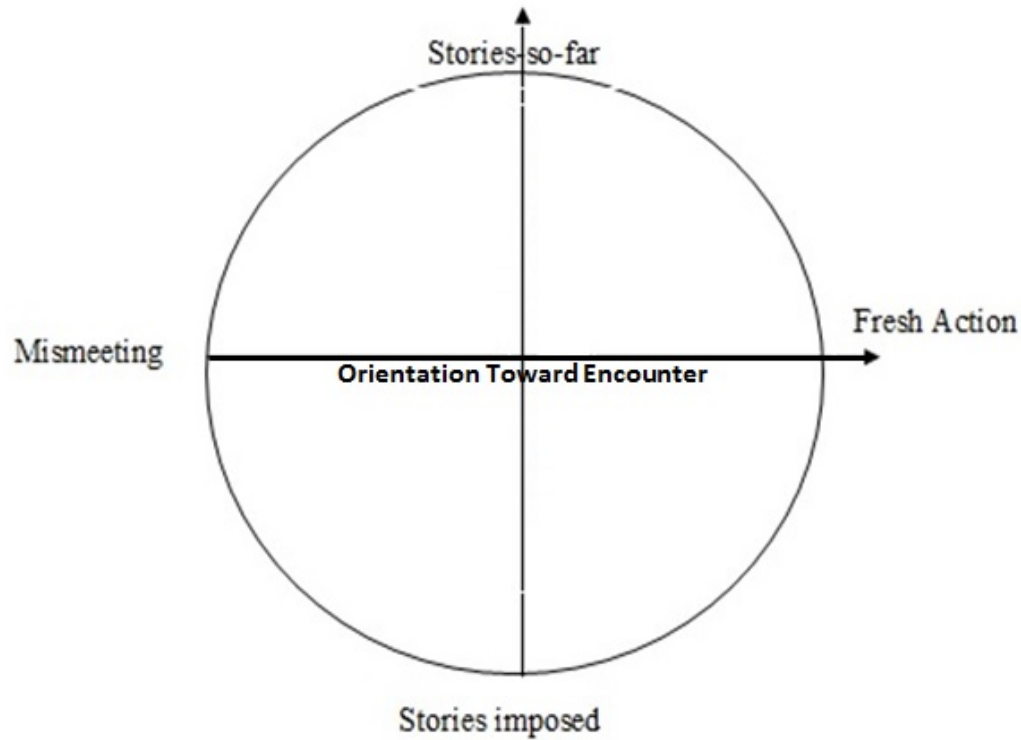 Stories-so-far
Fresh Action
Mismeeting
Orientation Toward Encounter
Stories imposed